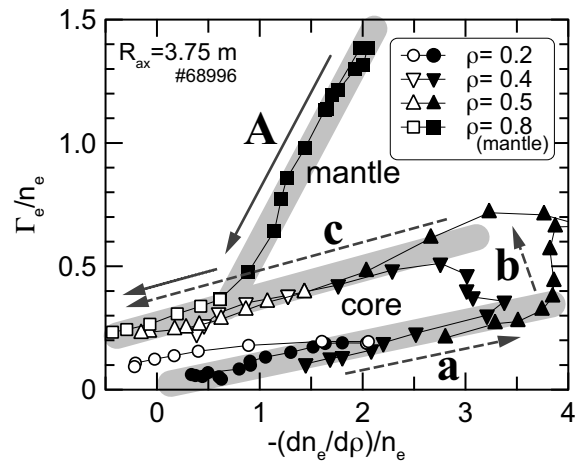 R_ax=3.75 m
#68996
ρ= 0.2
ρ= 0.4
ρ= 0.5
ρ= 0.8
(mantle)
A
mantle
c
core
b
a
Γ_e/n_e
1.5
1.0
0.5
0
0
1
2
3
4
-(dn_e/dρ)/n_e